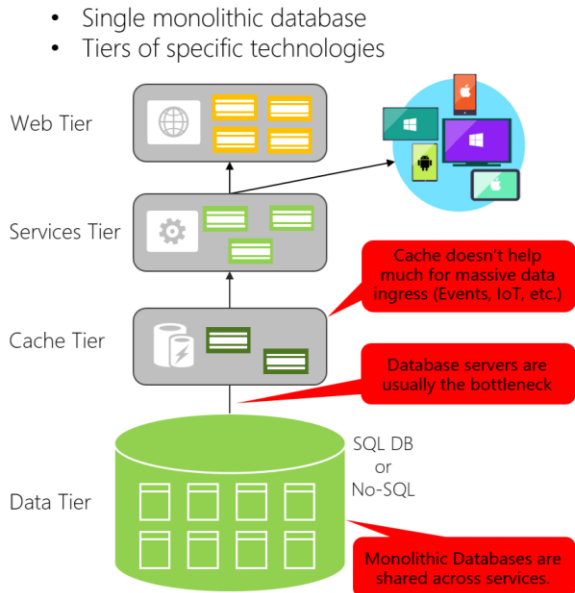 • Single monolithic database
• Tiers of specific technologies
Web Tier
Services Tier
Cache doesn't help
much for massive data
ingress (Events, IoT, etc.)
Cache Tier
Database servers are
usually the bottleneck
SQL DB
or
No-SQL
Data Tier
Monolithic Databases are
shared across services.